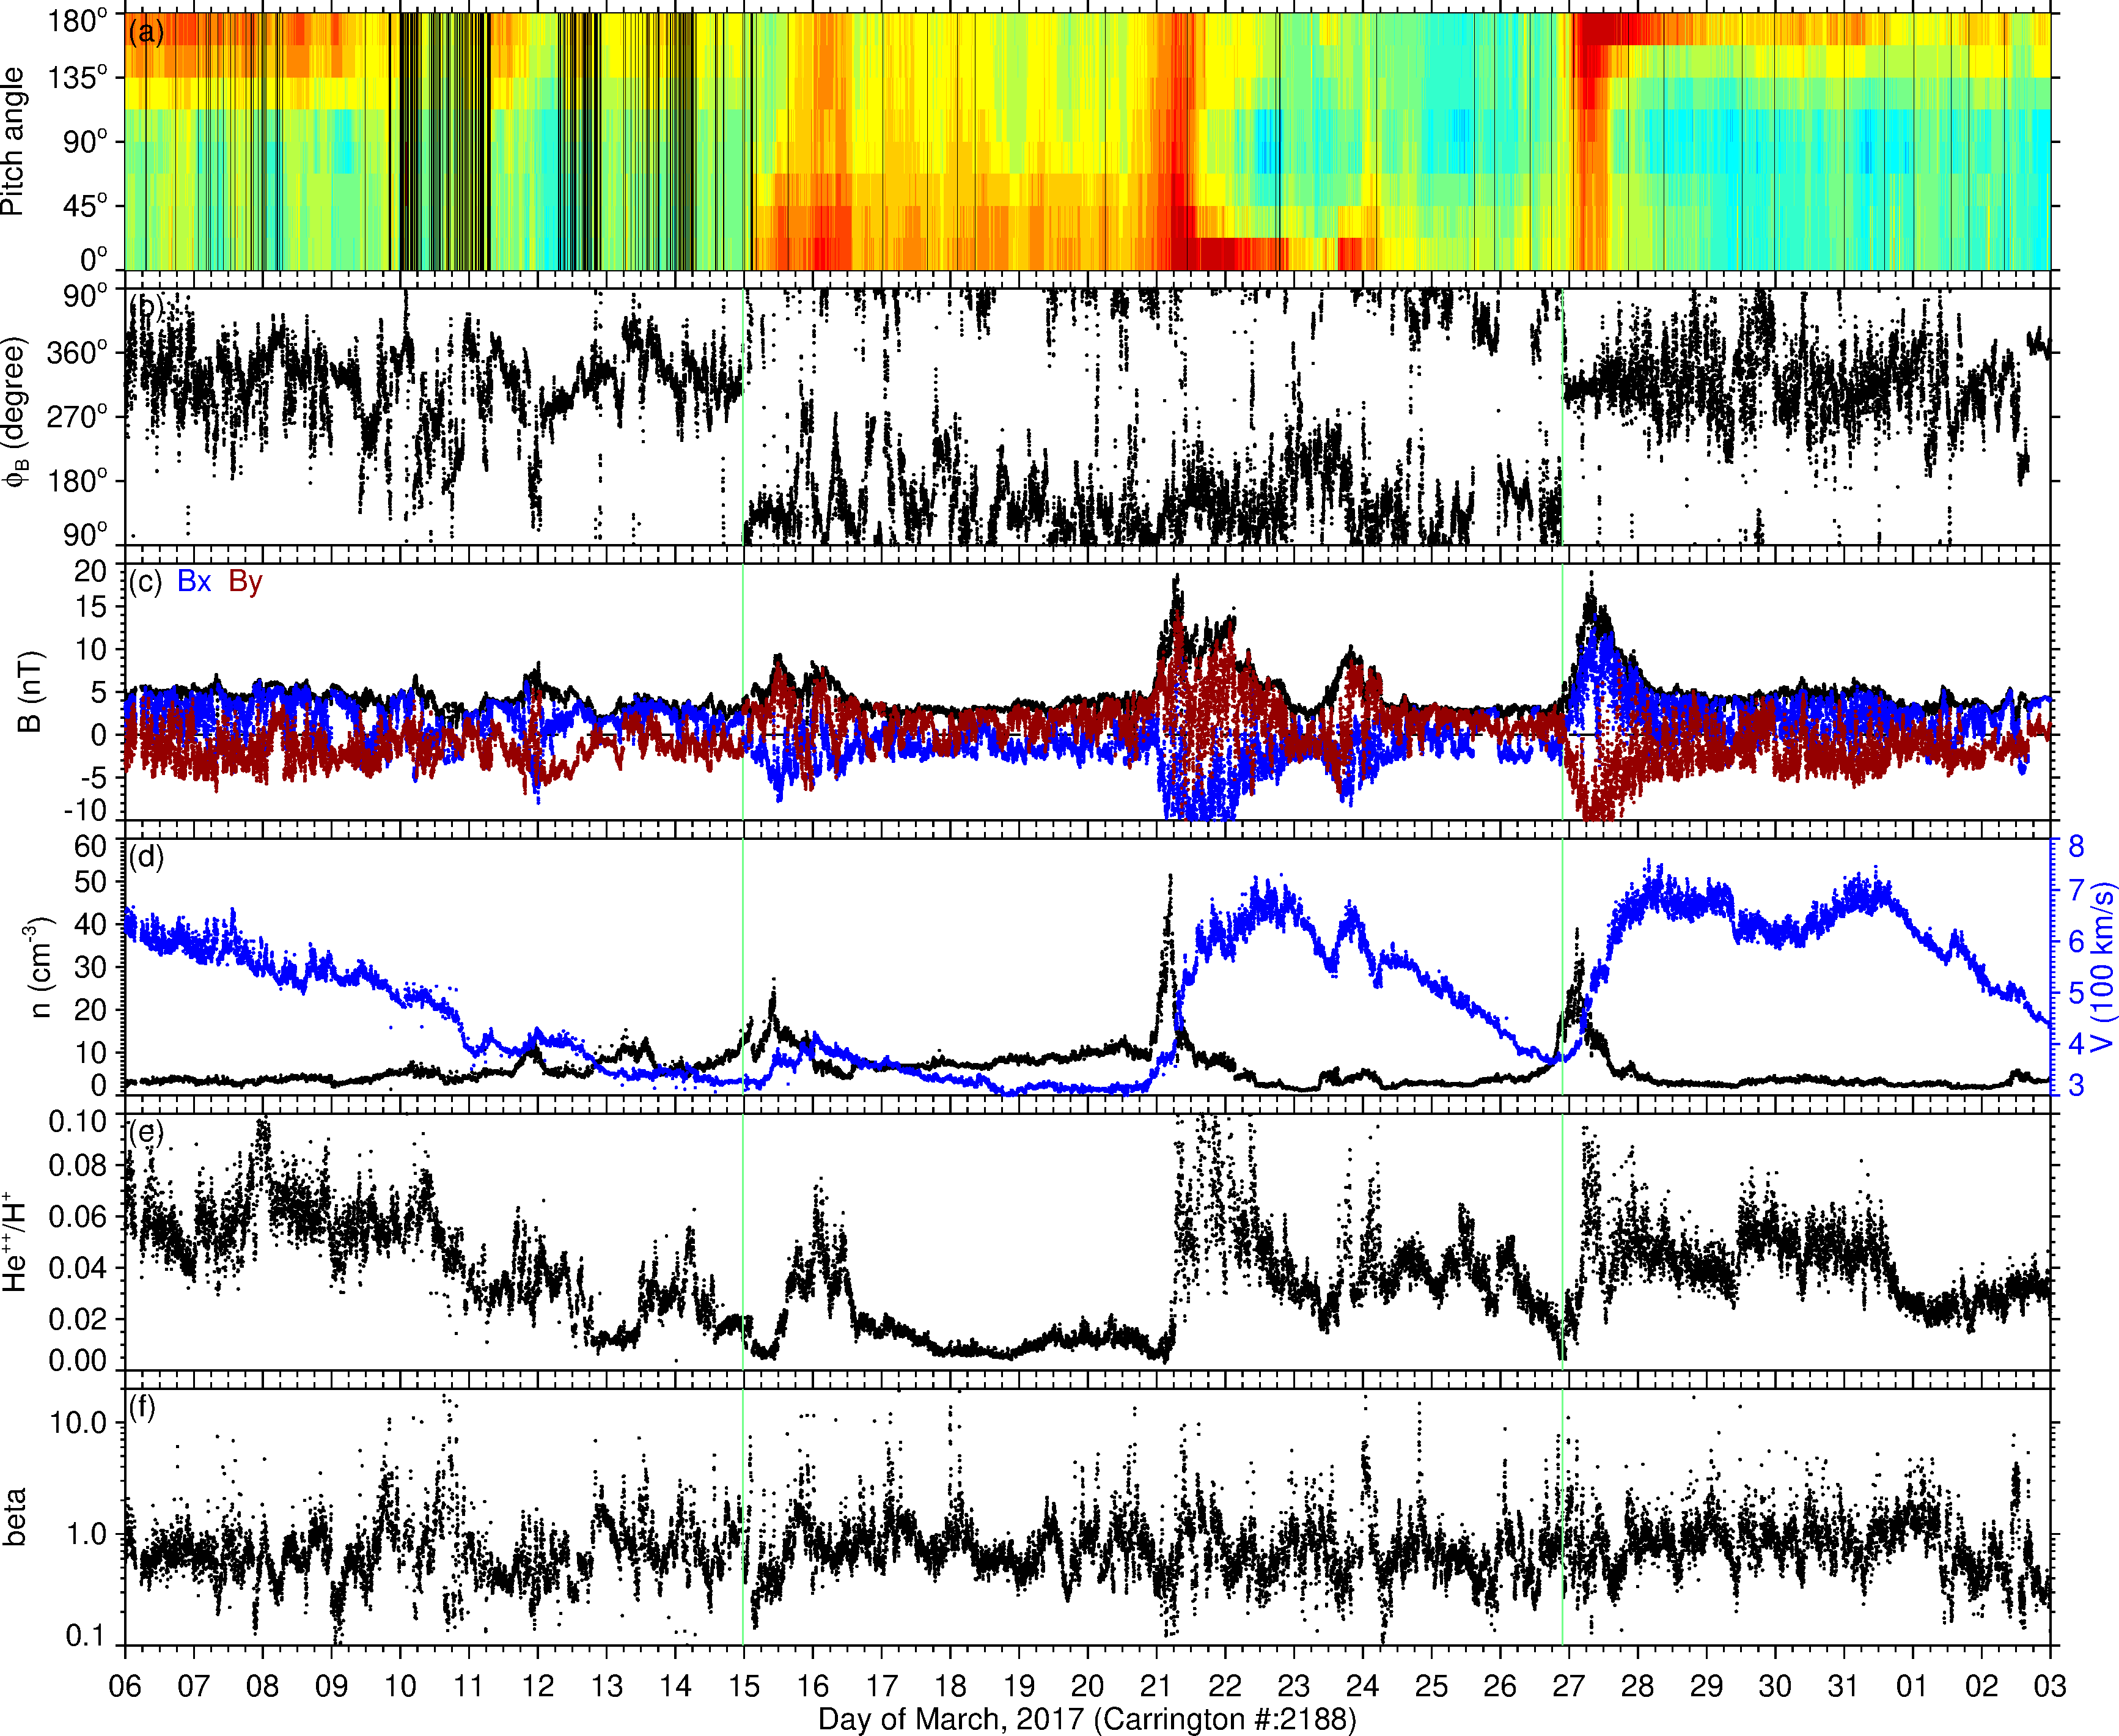 180°
135°
90°
45°
0°
Pitch angle
(a)
90°
360°
270°
180°
90°
ϕB (degree)
(b)
20
15
10
5
0
-5
-10
B (nT)
(c) Bx By
60
50
40
30
20
10
0
n (cm-3)
(d)
8
7
6
5
4
3
V (100 km/s)
0.10
0.08
0.06
0.04
0.02
0.00
He++/H+
(e)
10.0
1.0
0.1
beta
(f)
06 07 08 09 10 11 12 13 14 15 16 17 18 19 20 21 22 23 24 25 26 27 28 29 30 31 01 02 03
Day of March, 2017 (Carrington #:2188)